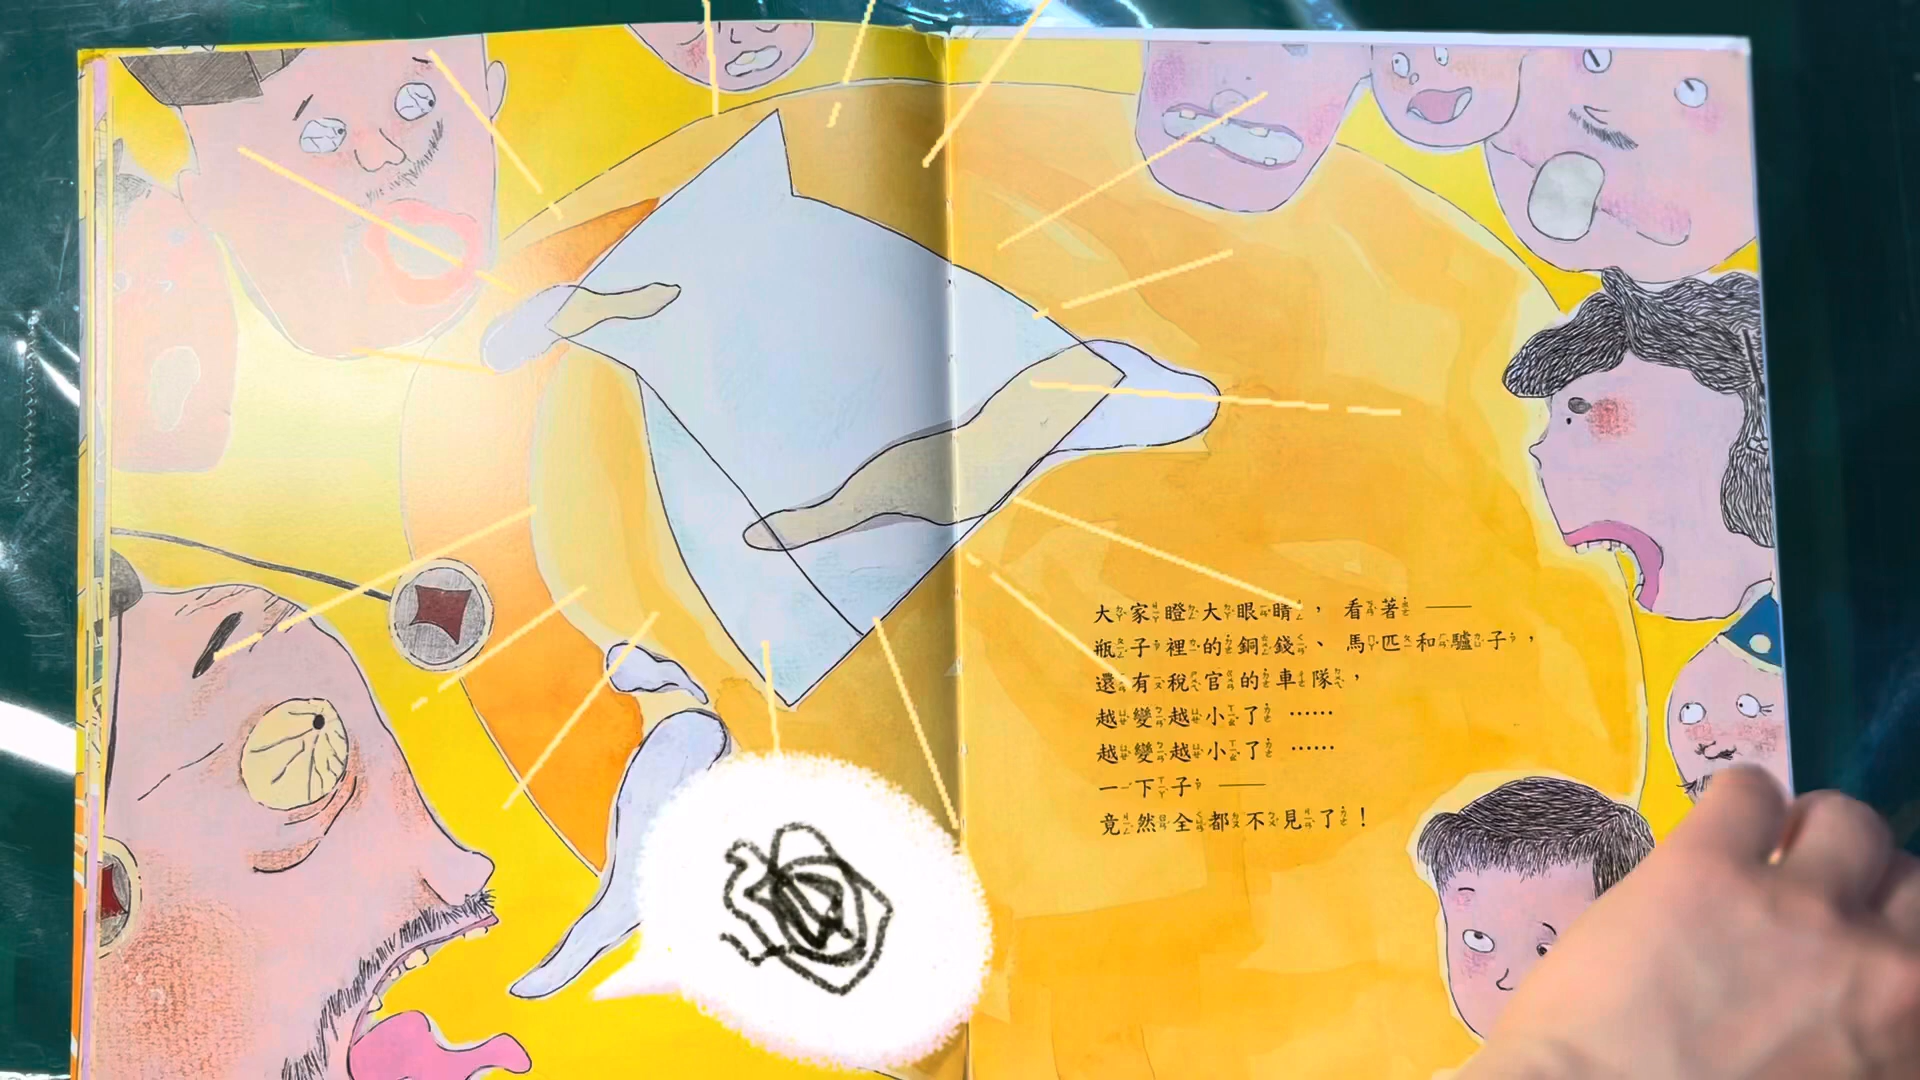 大家瞪大眼睛，看著——
瓶子裡的銅錢、馬匹和驢子，
還有稅官的車隊，
越變越小了……
越變越小了……
一下子——
竟然全都不見了！